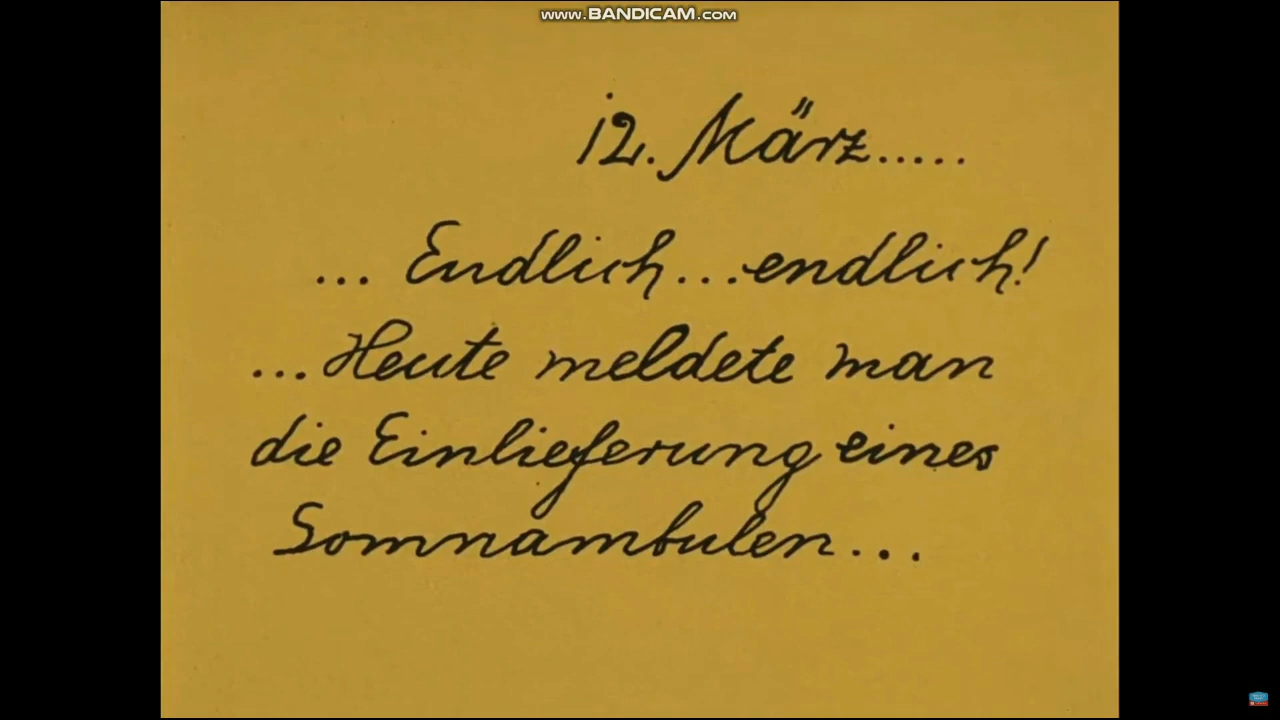 www.BANDICAM.com
12. März.....
... Endlich...endlich!
...Heute meldete man
die Einlieferung eines
Somnambulen...